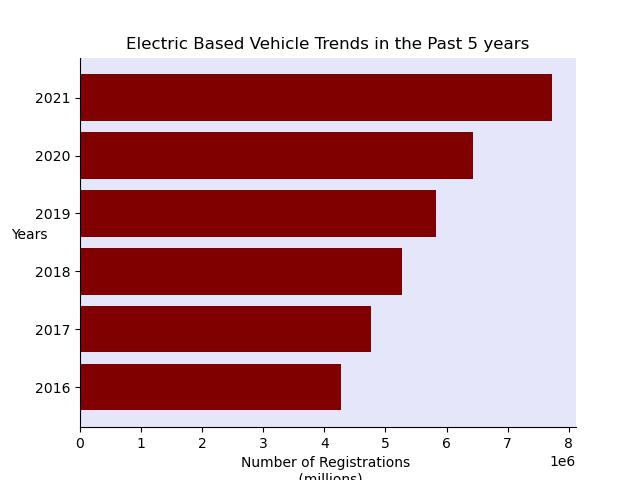 Electric Based Vehicle Trends in the Past 5 years
2021
2020
2019
Years
2018
2017
2016
0 1 2 3 4 5 6 7 8
1e6
Number of Registrations
(millions)